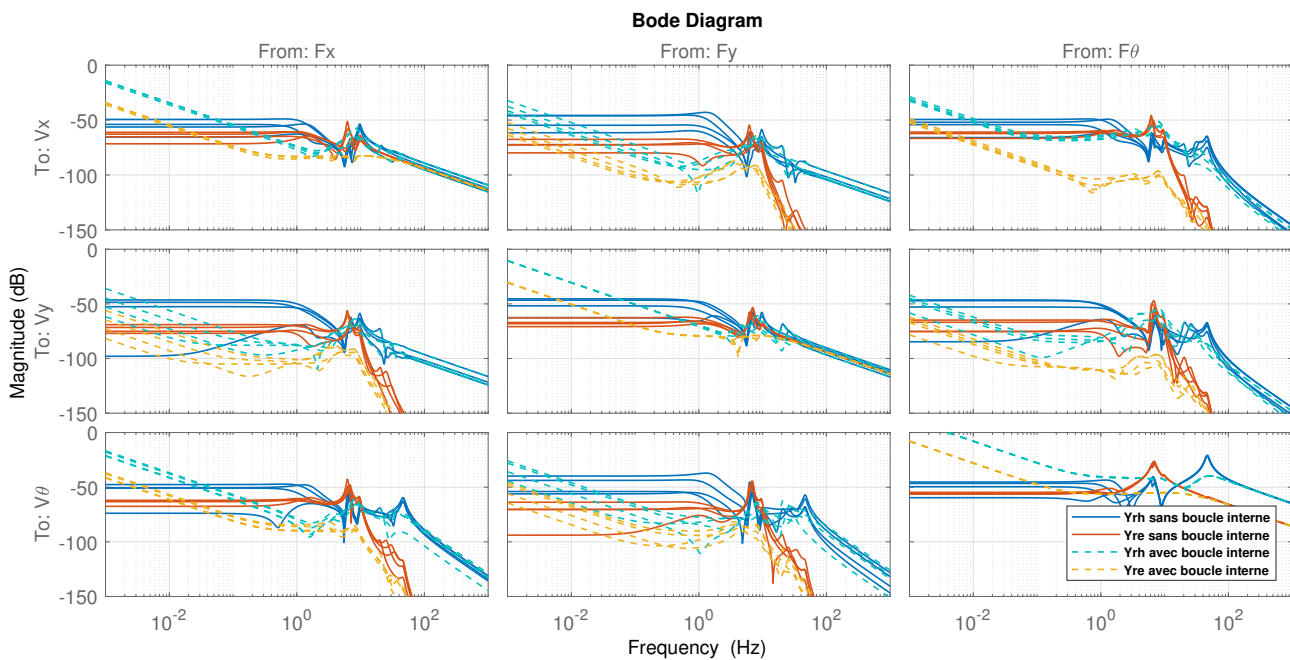 Bode Diagram
From: Fx
From: Fy
From: Fθ
To: Vx
0
-50
-100
-150
Magnitude (dB)
To: Vy
0
-50
-100
-150
To: Vθ
0
-50
-100
-150
10^-2 10^0 10^2
10^-2 10^0 10^2
10^-2 10^0 10^2
Frequency (Hz)
Yrh sans boucle interne
Yre sans boucle interne
Yrh avec boucle interne
Yre avec boucle interne